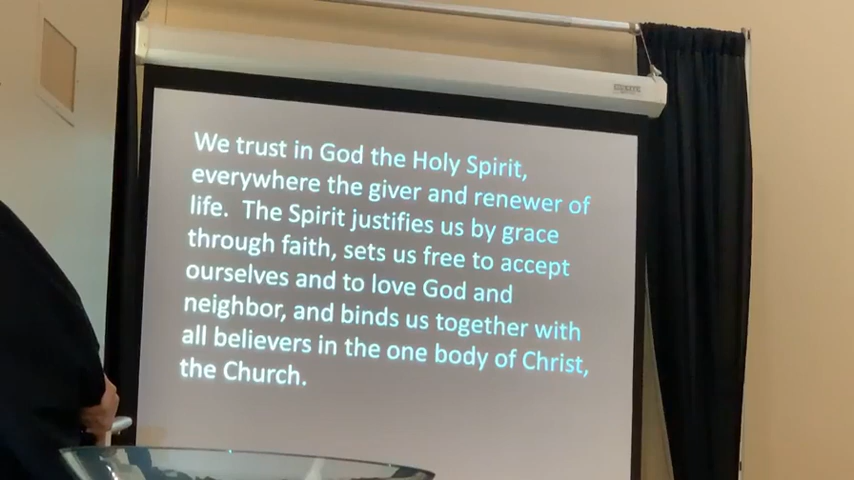 We trust in God the Holy Spirit,
everywhere the giver and renewer of
life. The Spirit justifies us by grace
through faith, sets us free to accept
ourselves and to love God and
neighbor, and binds us together with
all believers in the one body of Christ,
the Church.